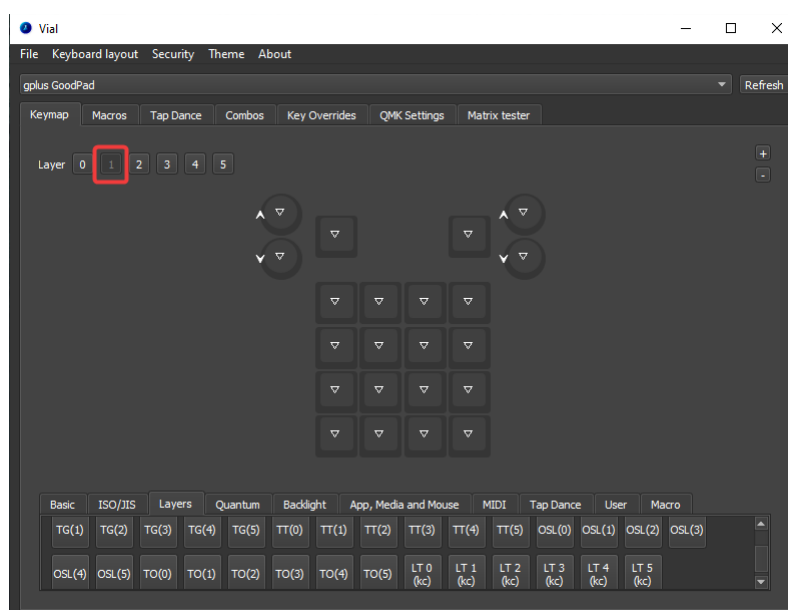 Vial
File Keyboard layout Security Theme About
gplus GoodPad Refresh
Keymap Macros Tap Dance Combos Key Overrides QMK Settings Matrix tester
Layer 0 1 2 3 4 5 +
-
Basic ISO/JIS Layers Quantum Backlight App, Media and Mouse MIDI Tap Dance User Macro
TG(1) TG(2) TG(3) TG(4) TG(5) TT(0) TT(1) TT(2) TT(3) TT(4) TT(5) OSL(0) OSL(1) OSL(2) OSL(3)
OSL(4) OSL(5) TO(0) TO(1) TO(2) TO(3) TO(4) TO(5) LT 0 LT 1 LT 2 LT 3 LT 4 LT 5
(kc) (kc) (kc) (kc) (kc) (kc)